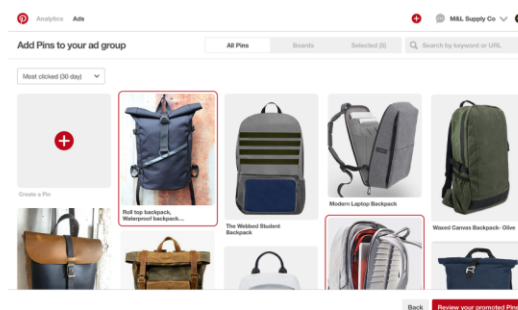 Analytics Ads
M&L Supply Co
Add Pins to your ad group
All Pins
Boards
Selected (5)
Search by keyword or URL
Most clicked (30 day)
Create a Pin
Roll top backpack,
Waterproof backpack....
The Webbed Student
Backpack
Modern Laptop Backpack
Waxed Canvas Backpack- Olive
Back
Review your promoted Pins